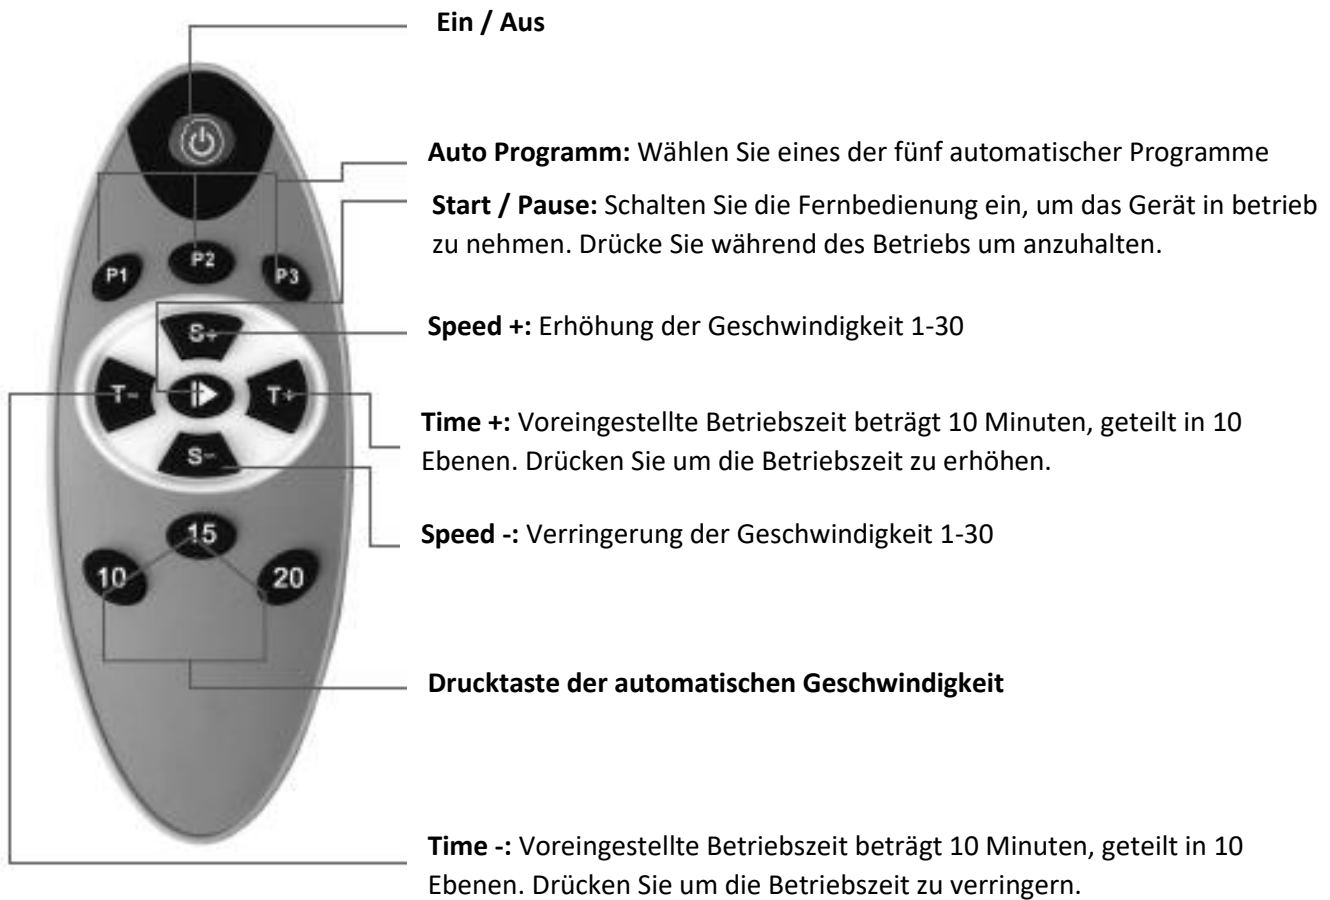 Ein / Aus
Auto Programm: Wählen Sie eines der fünf automatischer Programme
Start / Pause: Schalten Sie die Fernbedienung ein, um das Gerät in betrieb
zu nehmen. Drücke Sie während des Betriebs um anzuhalten.
P1 P2 P3
Speed +: Erhöhung der Geschwindigkeit 1-30
S+
T- T+
Time +: Voreingestellte Betriebszeit beträgt 10 Minuten, geteilt in 10
Ebenen. Drücken Sie um die Betriebszeit zu erhöhen.
S-
Speed -: Verringerung der Geschwindigkeit 1-30
10 15 20
Drucktaste der automatischen Geschwindigkeit
Time -: Voreingestellte Betriebszeit beträgt 10 Minuten, geteilt in 10
Ebenen. Drücken Sie um die Betriebszeit zu verringern.